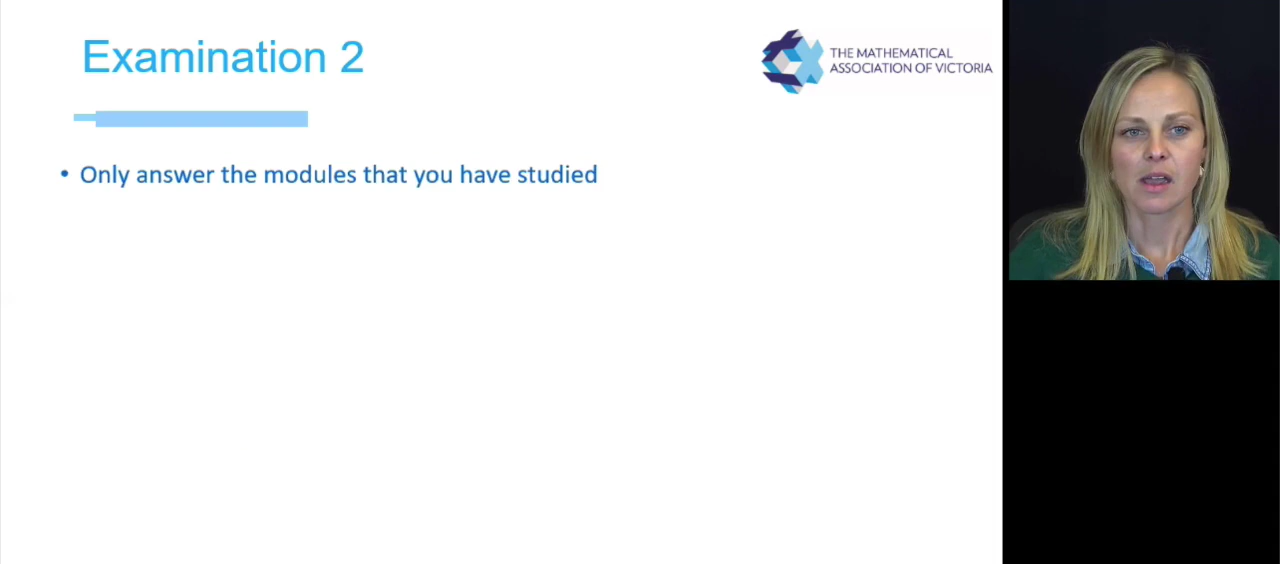 Examination 2
THE MATHEMATICAL
ASSOCIATION OF VICTORIA
• Only answer the modules that you have studied